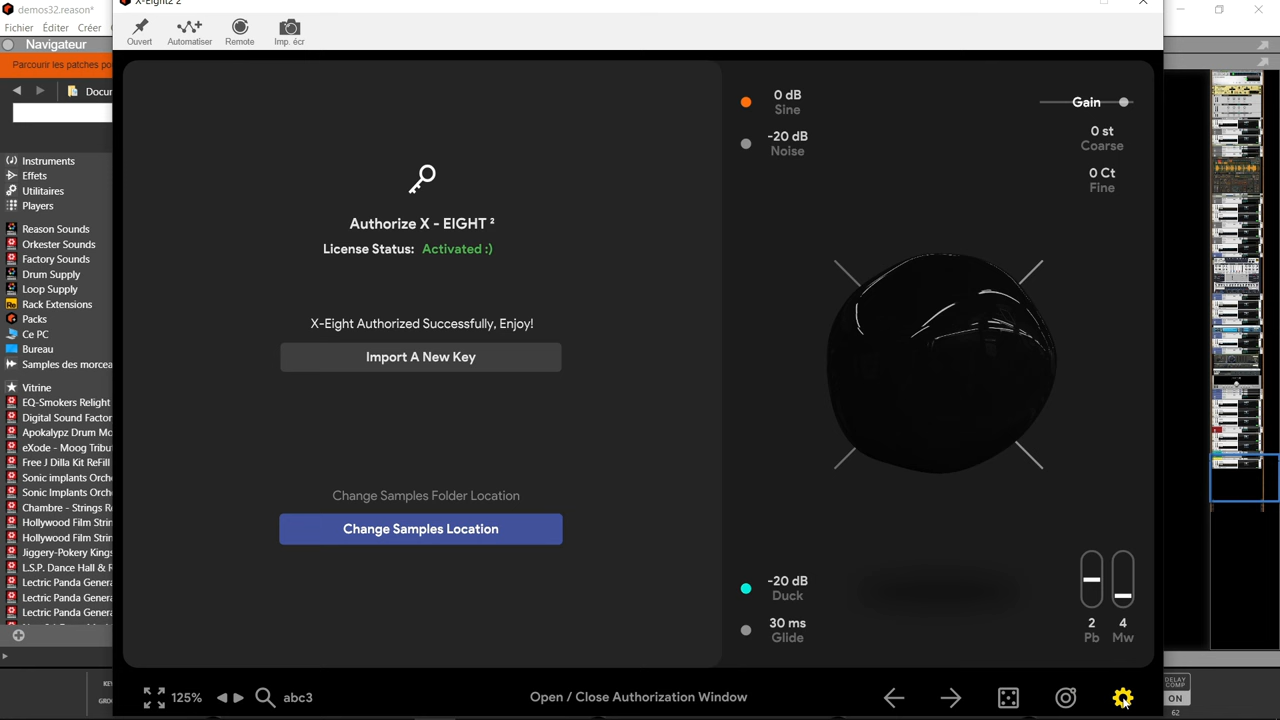 demos32.reason*
X-Eight2 2
Fichier Éditer Créer
Ouvert Automatiser Remote Imp. écr
Navigateur
Parcourir les patches po
Docur
Instruments
Effets
Utilitaires
Players
Reason Sounds
Orkester Sounds
Factory Sounds
Drum Supply
Loop Supply
Rack Extensions
Packs
Ce PC
Bureau
Samples des morcea
Vitrine
EQ-Smokers Relight
Digital Sound Factor
Apokalypz Drum Mo
eXode - Moog Tribut
Free J Dilla Kit ReFill
Sonic implants Orch
Sonic Implants Orch
Chambre - Strings R
Hollywood Film Strin
Hollywood Film Strin
Jiggery-Pokery Kings
L.S.P. Dance Hall & R
Lectric Panda Genera
Lectric Panda Genera
Lectric Panda Genera
Authorize X - EIGHT ²
License Status: Activated :)
X-Eight Authorized Successfully, Enjoy!
Import A New Key
Change Samples Folder Location
Change Samples Location
0 dB
Sine
-20 dB
Noise
Gain
0 st
Coarse
0 Ct
Fine
-20 dB
Duck
30 ms
Glide
2 4
Pb Mw
125% abc3
Open / Close Authorization Window
DELAY
COMP
ON
62